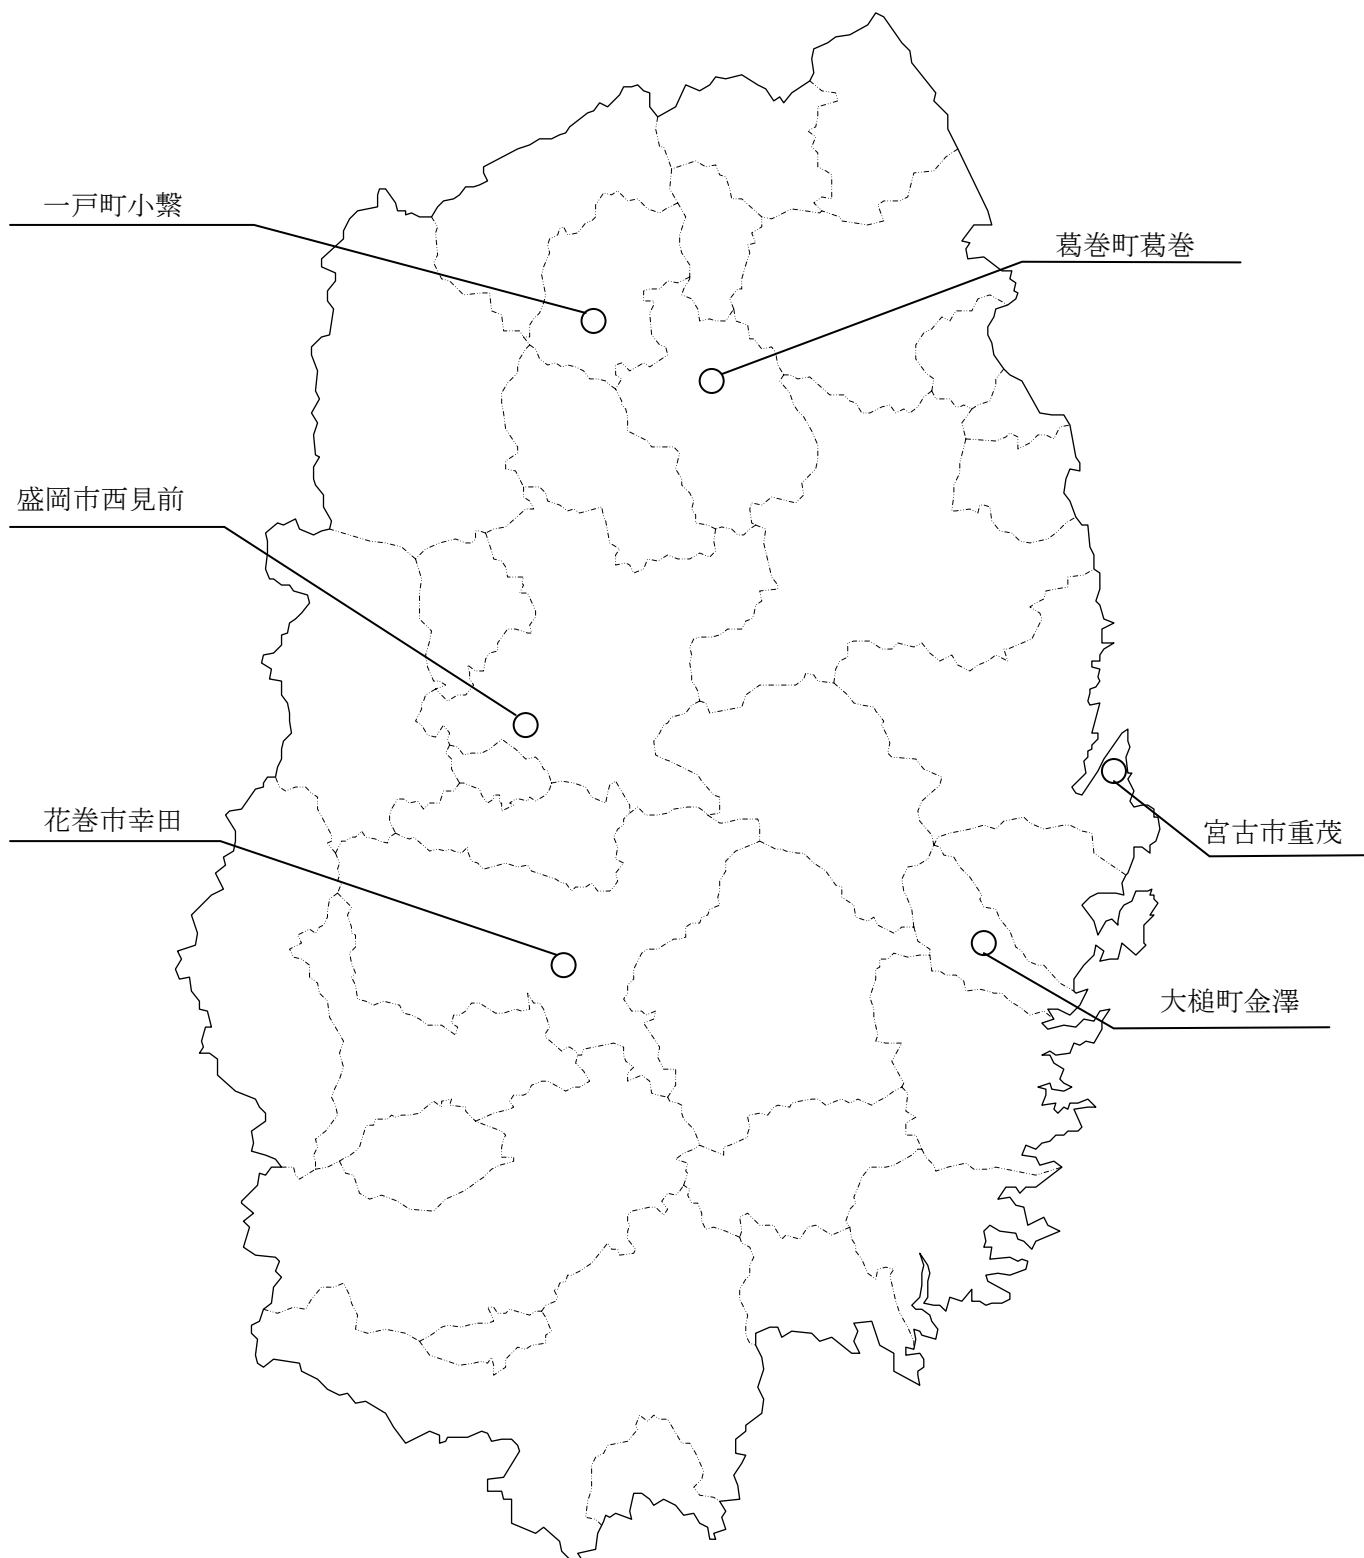 一戸町小繋
葛巻町葛巻
盛岡市西見前
花巻市幸田
宮古市重茂
大槌町金澤